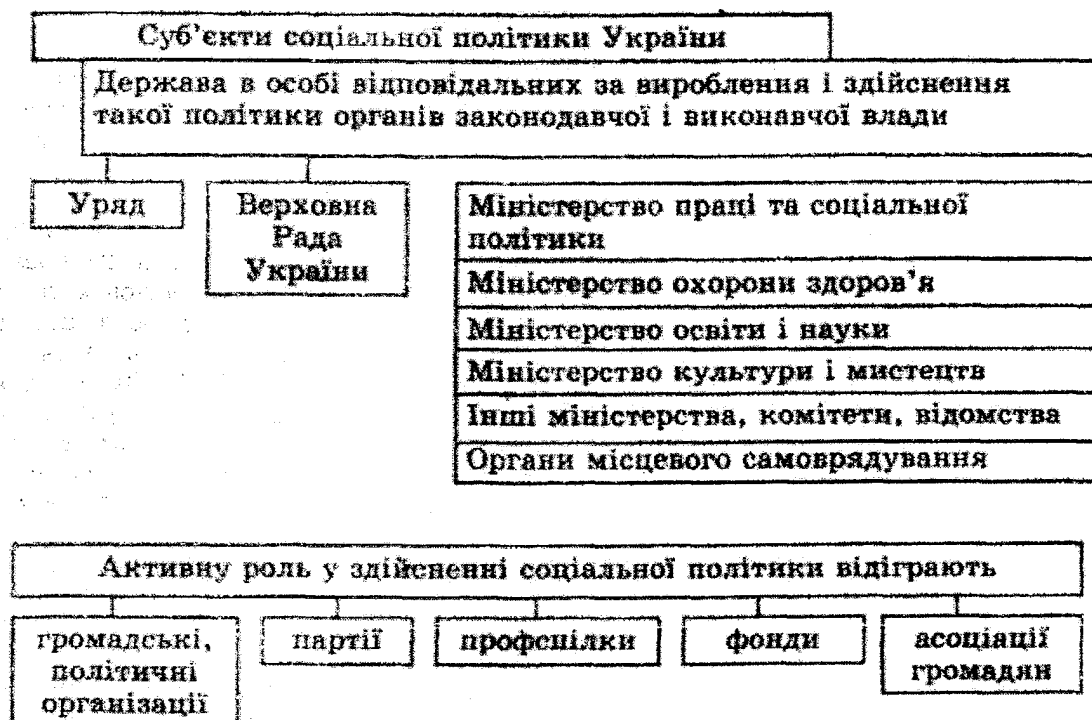 Суб'єкти соціальної політики України
Держава в особі відповідальних за вироблення і здійснення
такої політики органів законодавчої і виконавчої влади
Уряд
Верховна
Рада
України
Міністерство праці та соціальної
політики
Міністерство охорони здоров'я
Міністерство освіти і науки
Міністерство культури і мистецтв
Інші міністерства, комітети, відомства
Органи місцевого самоврядування
Активну роль у здійсненні соціальної політики відіграють
громадські,
політичні
організації
партії
профспілки
фонди
асоціації
громадян